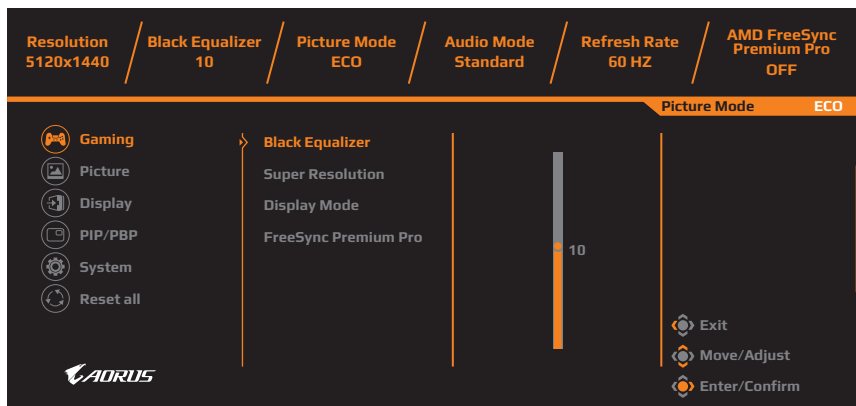 Resolution
5120x1440
Black Equalizer
10
Picture Mode
ECO
Audio Mode
Standard
Refresh Rate
60 HZ
AMD FreeSync
Premium Pro
OFF
Picture Mode ECO
Gaming
Picture
Display
PIP/PBP
System
Reset all
Black Equalizer
Super Resolution
Display Mode
FreeSync Premium Pro
10
Exit
Move/Adjust
Enter/Confirm
AORUS